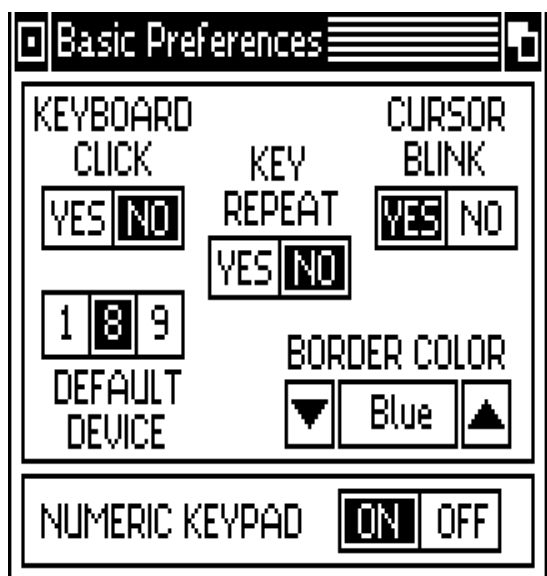 Basic Preferences
KEYBOARD
CLICK
YES NO
KEY
REPEAT
YES NO
CURSOR
BLINK
YES NO
1 8 9
DEFAULT
DEVICE
BORDER COLOR
Blue
NUMERIC KEYPAD ON OFF